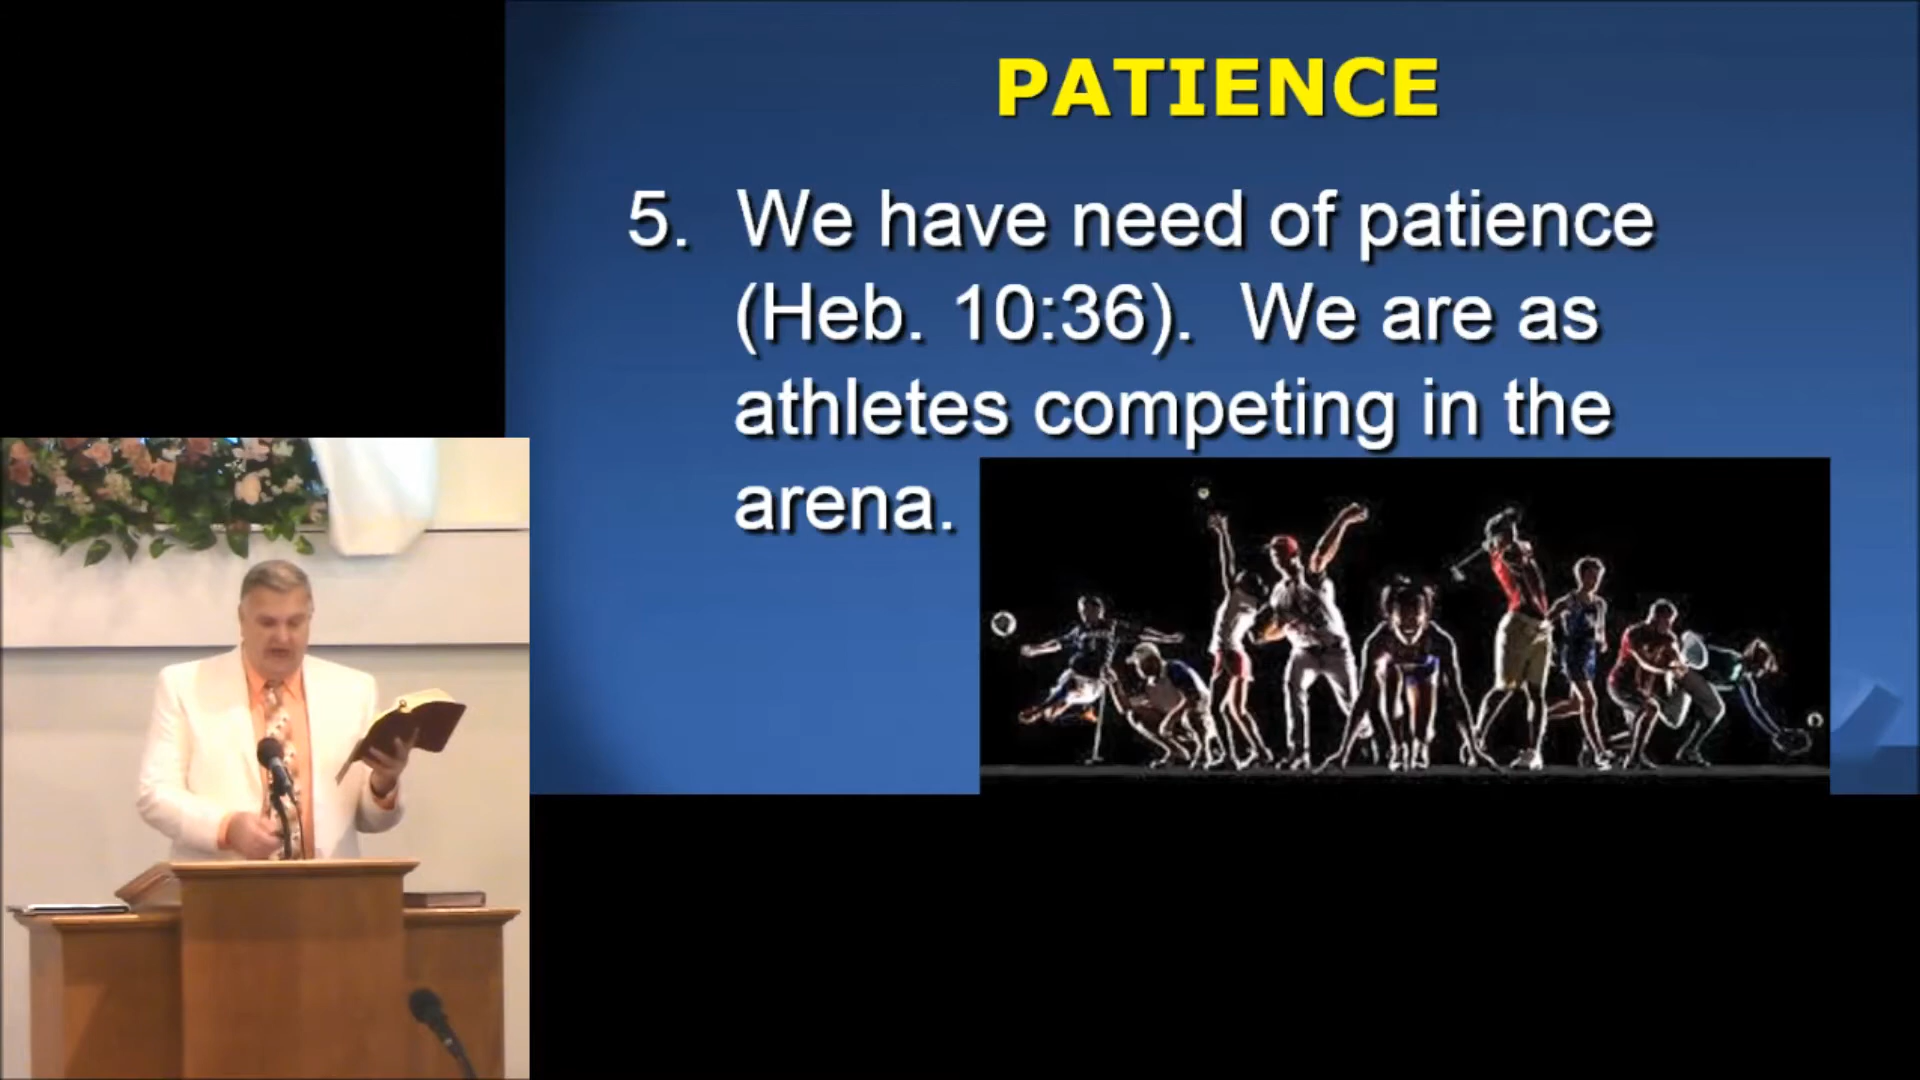 PATIENCE
5. We have need of patience
(Heb. 10:36). We are as
athletes competing in the
arena.